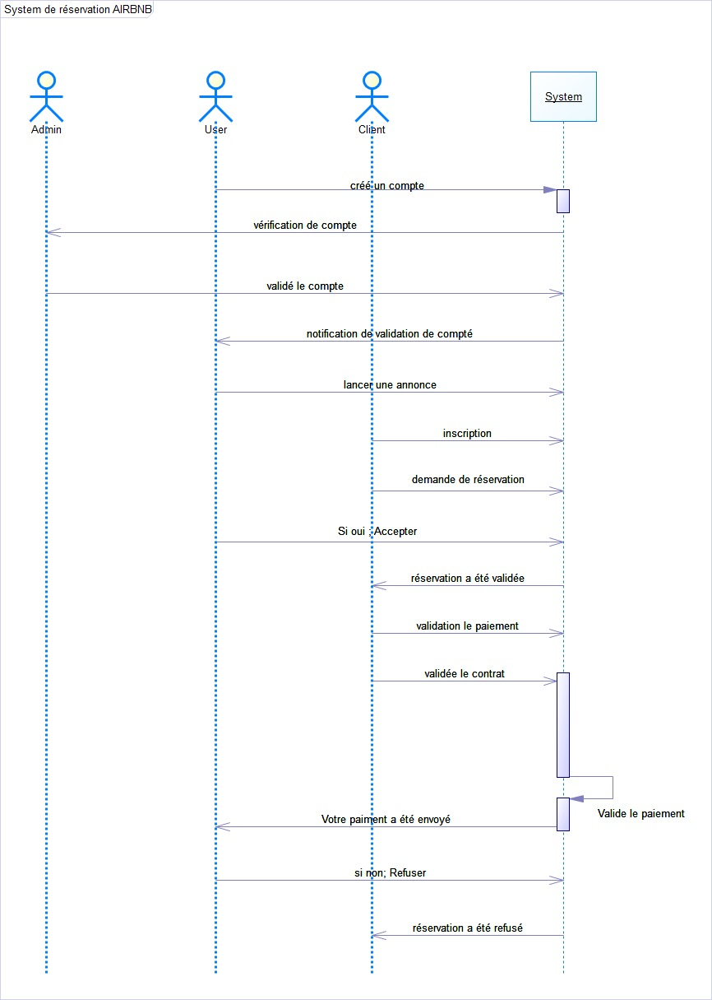 System de réservation AIRBNB
Admin
User
Client
System
créé un compte
vérification de compte
validé le compte
notification de validation de compté
lancer une annonce
inscription
demande de réservation
Si oui ; Accepter
réservation a été validée
validation le paiement
validée le contrat
Valide le paiement
Votre paiment a été envoyé
si non; Refuser
réservation a été refusé